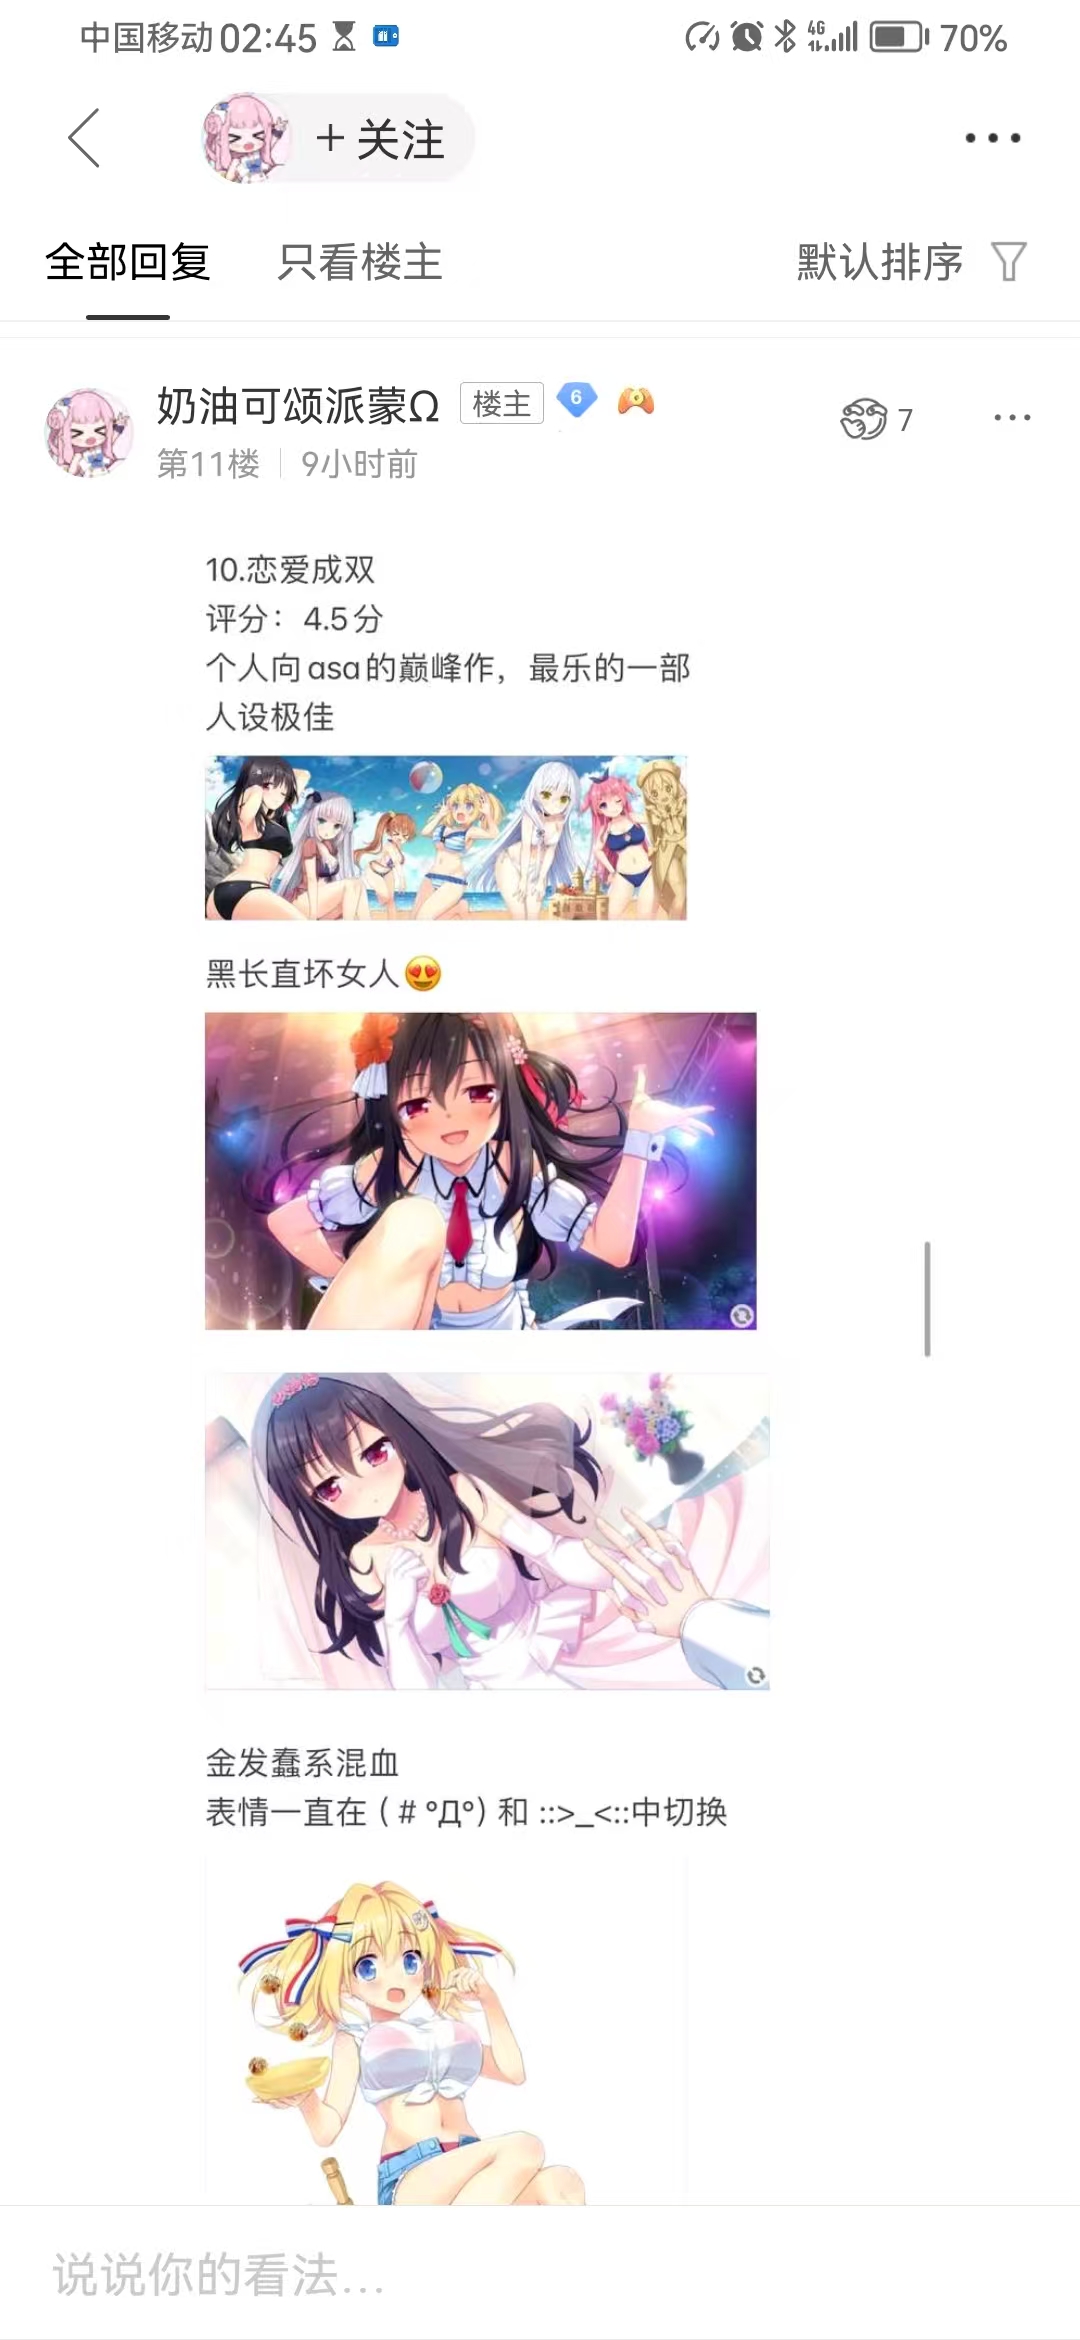 中国移动 02:45 4G 70%
+ 关注
全部回复 只看楼主 默认排序
奶油可颂派蒙Ω 楼主 6 7
第11楼 | 9小时前
10.恋爱成双
评分：4.5分
个人向asa的巅峰作，最乐的一部
人设极佳
黑长直坏女人😍
金发蠢系混血
表情一直在（# °Д°）和 ::>_<::中切换
说说你的看法...